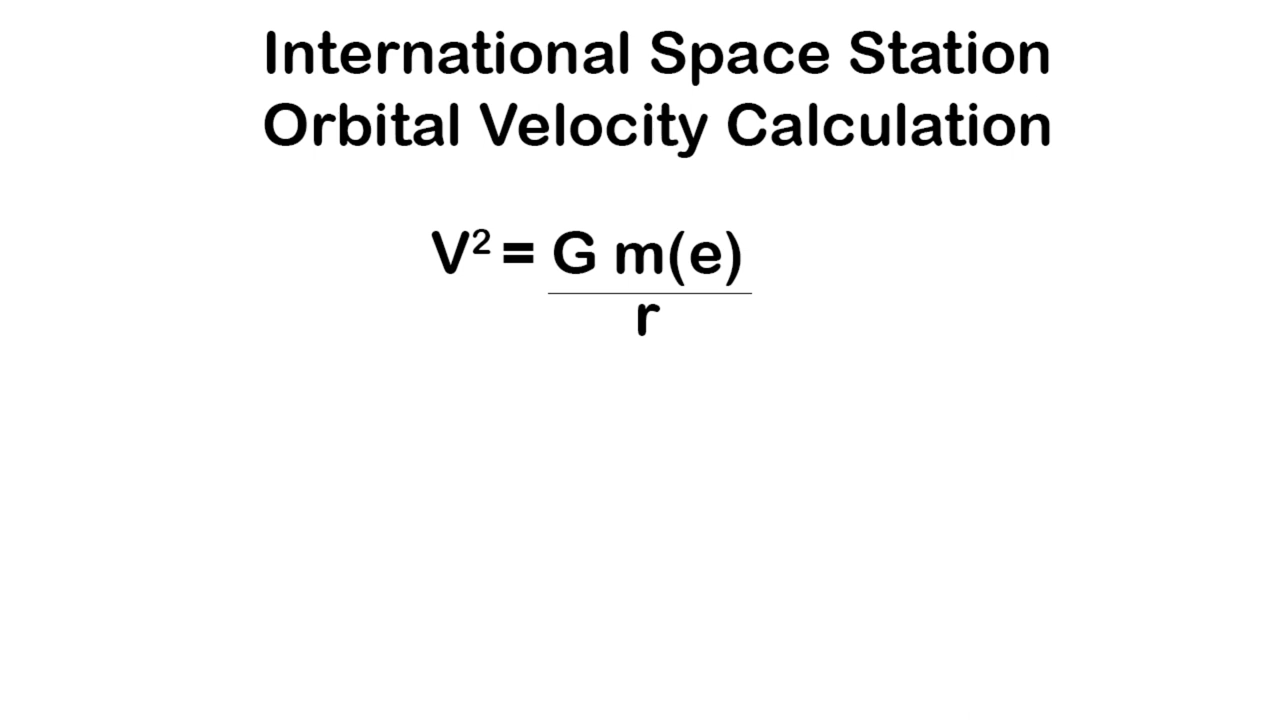 International Space Station
Orbital Velocity Calculation
V² = G m(e)
r